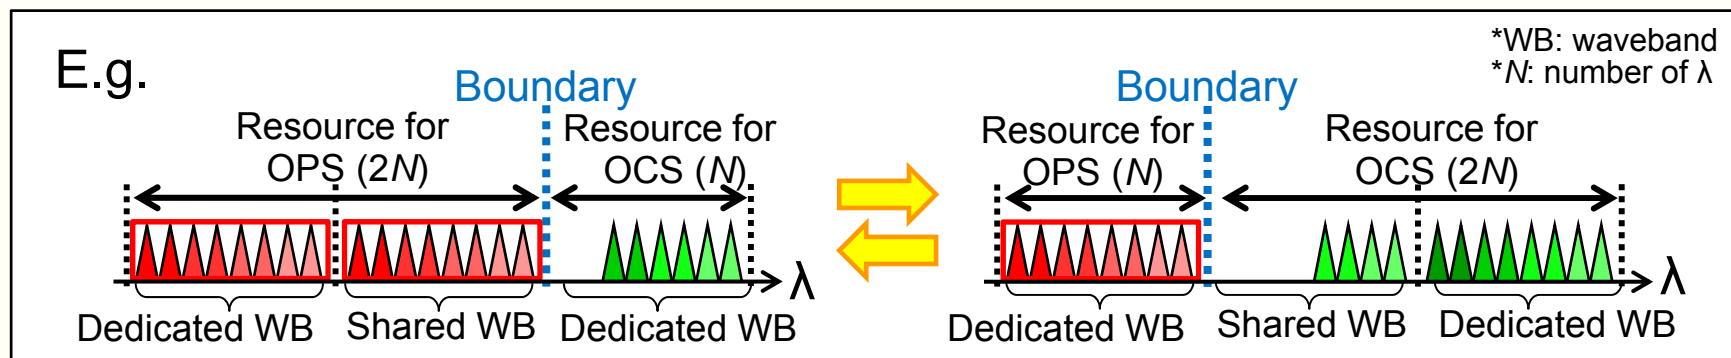 E.g.
*WB: waveband
*N: number of λ
Boundary
Resource for
OPS (2N)
Resource for
OCS (N)
λ
Dedicated WB
Shared WB
Dedicated WB
Boundary
Resource for
OPS (N)
Resource for
OCS (2N)
λ
Dedicated WB
Shared WB
Dedicated WB